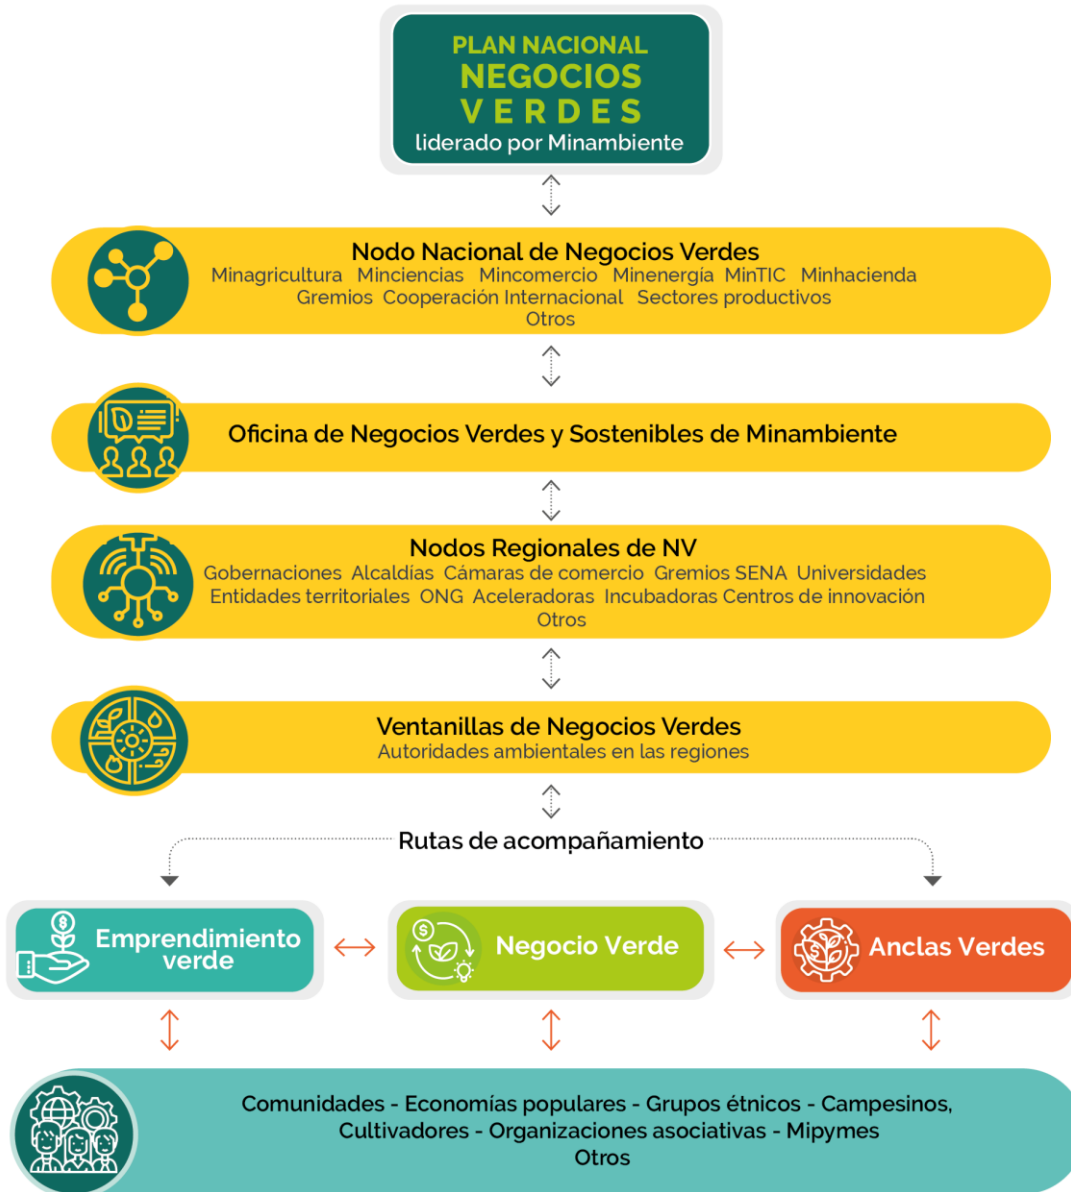 PLAN NACIONAL
NEGOCIOS
VERDES
liderado por Minambiente
Nodo Nacional de Negocios Verdes
Minagricultura Minciencias Mincomercio Minenergía MinTIC Minhacienda
Gremios Cooperación Internacional Sectores productivos
Otros
Oficina de Negocios Verdes y Sostenibles de Minambiente
Nodos Regionales de NV
Gobernaciones Alcaldías Cámaras de comercio Gremios SENA Universidades
Entidades territoriales ONG Aceleradoras Incubadoras Centros de innovación
Otros
Ventanillas de Negocios Verdes
Autoridades ambientales en las regiones
Rutas de acompañamiento
Emprendimiento
verde
Negocio Verde
Anclas Verdes
Comunidades - Economías populares - Grupos étnicos - Campesinos,
Cultivadores - Organizaciones asociativas - Mipymes
Otros